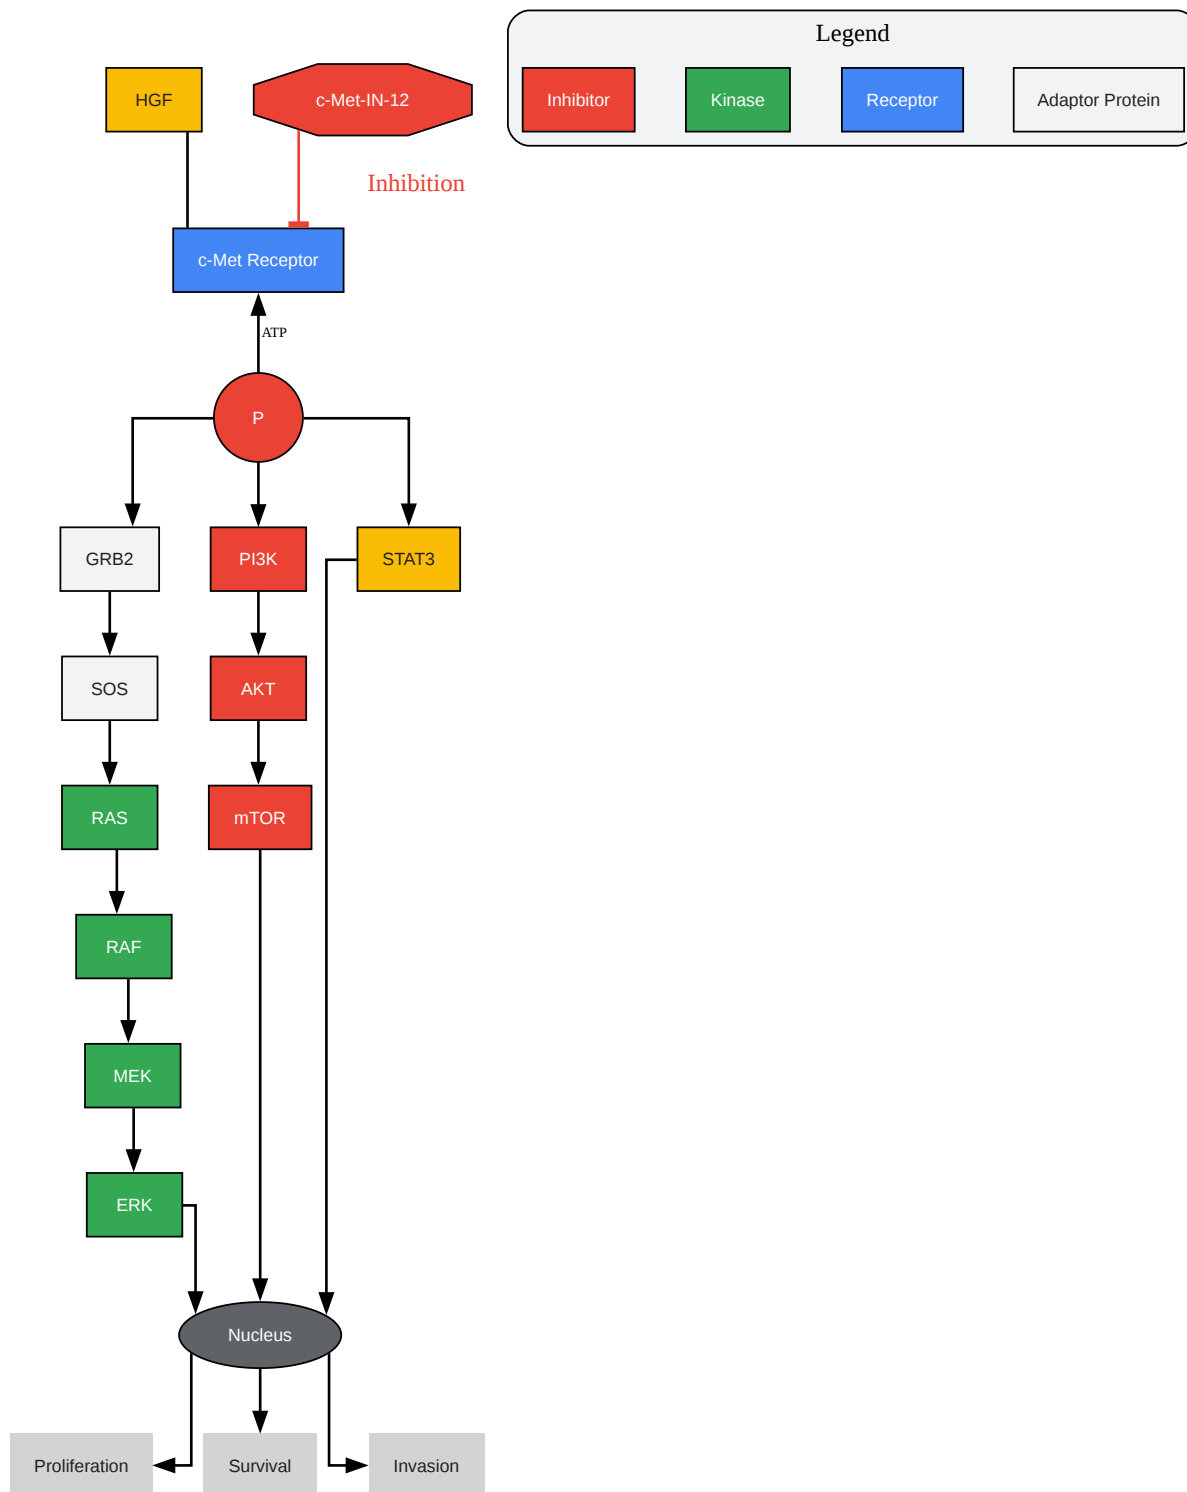 Legend
HGF
c-Met-IN-12
Inhibitor
Kinase
Receptor
Adaptor Protein
Inhibition
c-Met Receptor
ATP
P
GRB2
PI3K
STAT3
SOS
AKT
RAS
mTOR
RAF
MEK
ERK
Nucleus
Proliferation
Survival
Invasion